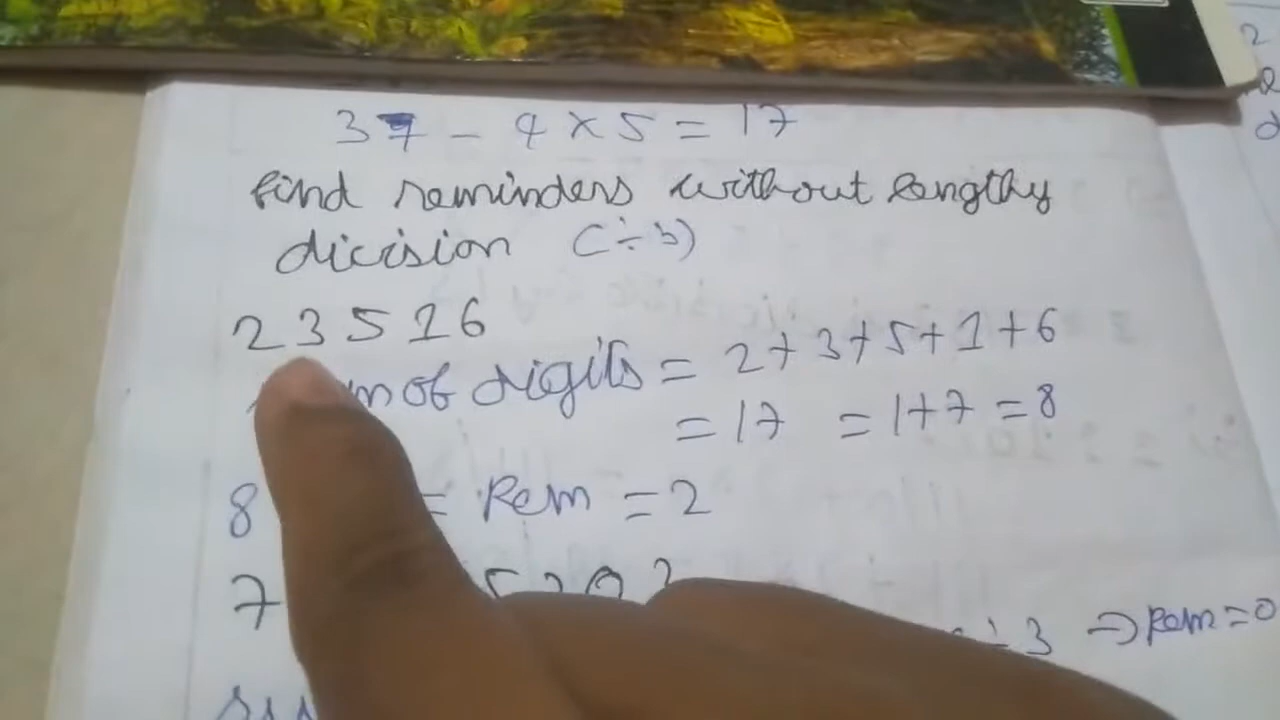 37 - 4 × 5 = 17
Find reminders without lengthy
division (÷3)
23516
of digits = 2+3+5+1+6
= 17 = 1+7 = 8
8 = Rem = 2
7 5202
÷3 ⇒ Rem = 0